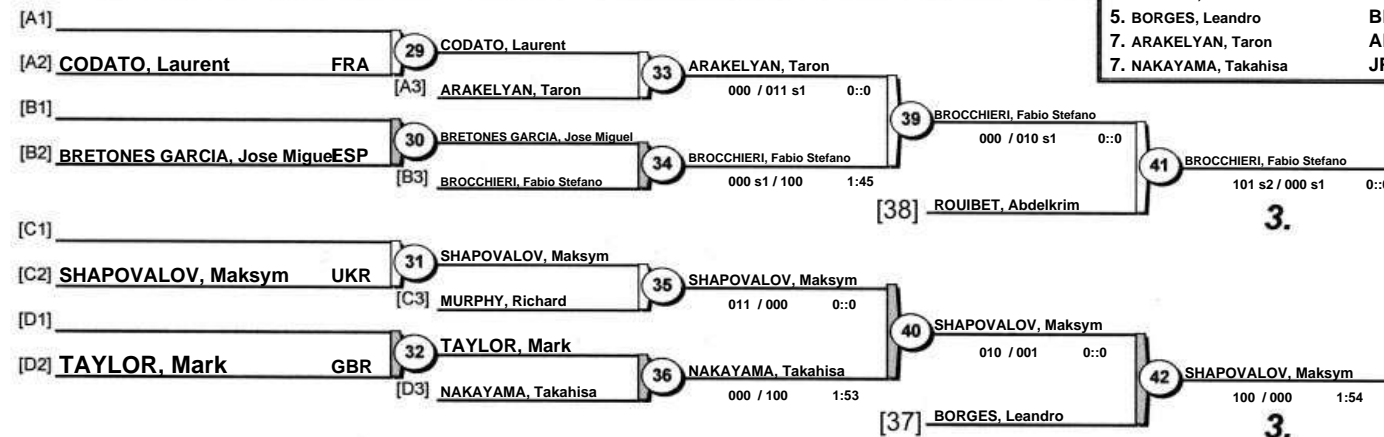 5. BORGES, Leandro
7. ARAKELYAN, Taron
7. NAKAYAMA, Takahisa
[A1]
[A2] CODATO, Laurent FRA
29
CODATO, Laurent
[A3] ARAKELYAN, Taron
33
ARAKELYAN, Taron
000 / 011 s1 0::0
[B1]
[B2] BRETONES GARCIA, Jose Miguel ESP
30
BRETONES GARCIA, Jose Miguel
[B3] BROCCHIERI, Fabio Stefano
34
BROCCHIERI, Fabio Stefano
000 s1 / 100 1:45
39
BROCCHIERI, Fabio Stefano
000 / 010 s1 0::0
[38] ROUIBET, Abdelkrim
41
BROCCHIERI, Fabio Stefano
101 s2 / 000 s1
3.
[C1]
[C2] SHAPOVALOV, Maksym UKR
31
SHAPOVALOV, Maksym
[C3] MURPHY, Richard
35
SHAPOVALOV, Maksym
011 / 000 0::0
[D1]
[D2] TAYLOR, Mark GBR
32
TAYLOR, Mark
[D3] NAKAYAMA, Takahisa
36
NAKAYAMA, Takahisa
000 / 100 1:53
40
SHAPOVALOV, Maksym
010 / 001 0::0
[37] BORGES, Leandro
42
SHAPOVALOV, Maksym
100 / 000 1:54
3.